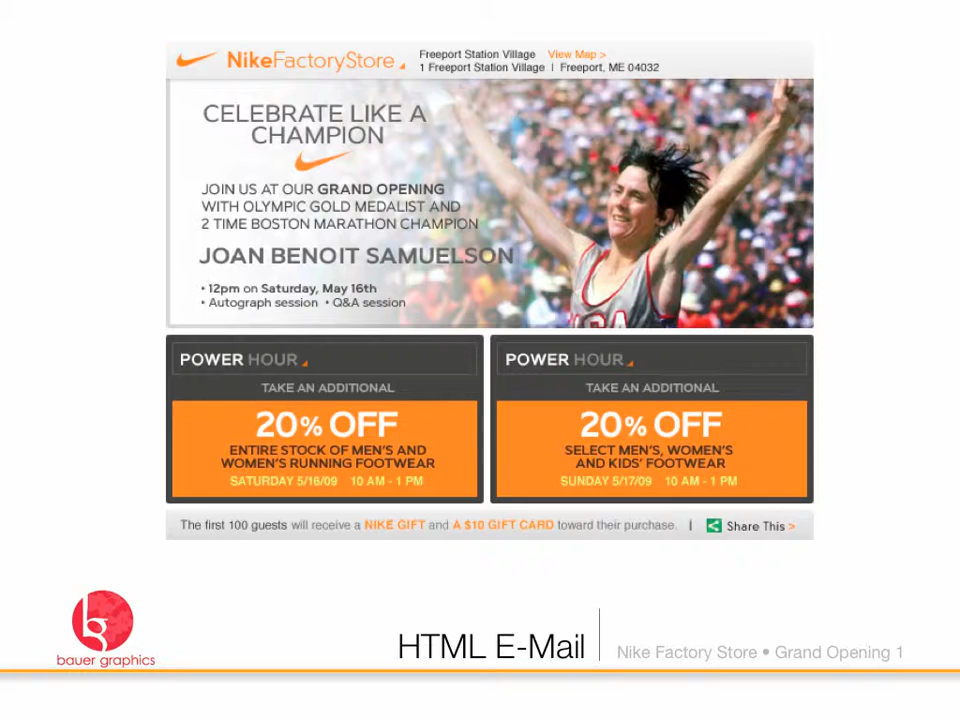 NikeFactoryStore
Freeport Station Village View Map >
1 Freeport Station Village | Freeport, ME 04032
CELEBRATE LIKE A
CHAMPION
JOIN US AT OUR GRAND OPENING
WITH OLYMPIC GOLD MEDALIST AND
2 TIME BOSTON MARATHON CHAMPION
JOAN BENOIT SAMUELSON
• 12pm on Saturday, May 16th
• Autograph session • Q&A session
USA
POWER HOUR
TAKE AN ADDITIONAL
20% OFF
ENTIRE STOCK OF MEN'S AND
WOMEN'S RUNNING FOOTWEAR
SATURDAY 5/16/09 10 AM - 1 PM
POWER HOUR
TAKE AN ADDITIONAL
20% OFF
SELECT MEN'S, WOMEN'S
AND KIDS' FOOTWEAR
SUNDAY 5/17/09 10 AM - 1 PM
The first 100 guests will receive a NIKE GIFT and A $10 GIFT CARD toward their purchase. | Share This >
bg
bauer graphics
HTML E-Mail
Nike Factory Store • Grand Opening 1